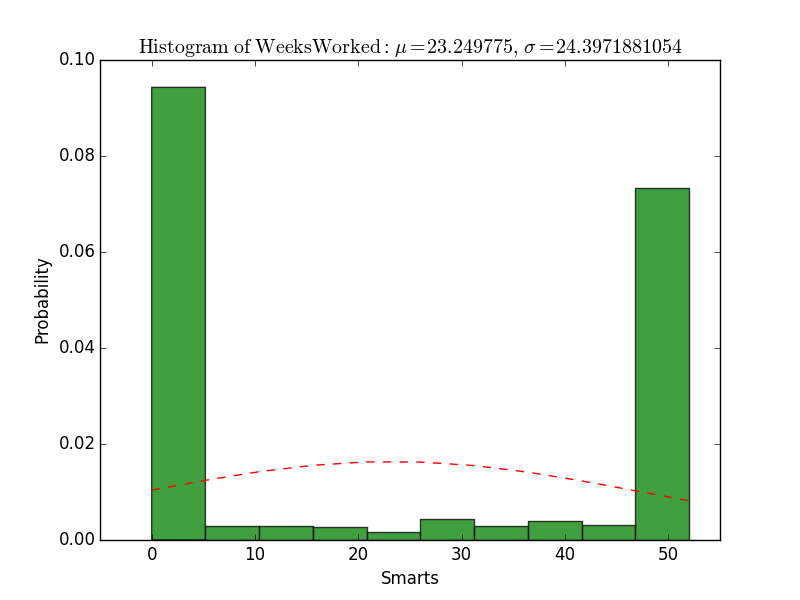 Histogram of WeeksWorked : μ = 23.249775, σ = 24.3971881054
0.10
0.08
0.06
0.04
0.02
0.00
Probability
0 10 20 30 40 50
Smarts